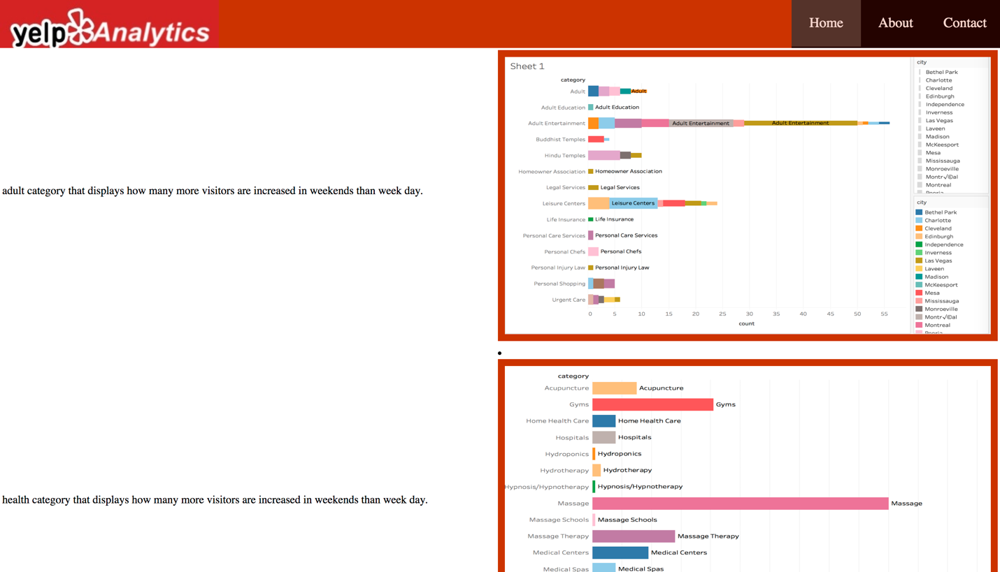 yelp Analytics
Home About Contact
adult category that displays how many more visitors are increased in weekends than week day.
Sheet 1
category
Adult Adult
Adult Education Adult Education
Adult Entertainment Adult Entertainment Adult Entertainment
Buddhist Temples
Hindu Temples
Homeowner Association Homeowner Association
Legal Services Legal Services
Leisure Centers Leisure Centers
Life Insurance Life Insurance
Personal Care Services Personal Care Services
Personal Chefs Personal Chefs
Personal Injury Law Personal Injury Law
Personal Shopping
Urgent Care
0 5 10 15 20 25 30 35 40 45 50 55
count
city
Bethel Park
Charlotte
Cleveland
Edinburgh
Independence
Inverness
Las Vegas
Laveen
Madison
McKeesport
Mesa
Mississauga
Monroeville
Montr√©al
Montreal
Peoria
city
Bethel Park
Charlotte
Cleveland
Edinburgh
Independence
Inverness
Las Vegas
Laveen
Madison
McKeesport
Mesa
Mississauga
Monroeville
Montr√©al
Montreal
Peoria
health category that displays how many more visitors are increased in weekends than week day.
category
Acupuncture Acupuncture
Gyms Gyms
Home Health Care Home Health Care
Hospitals Hospitals
Hydroponics Hydroponics
Hydrotherapy Hydrotherapy
Hypnosis/Hypnotherapy Hypnosis/Hypnotherapy
Massage Massage
Massage Schools Massage Schools
Massage Therapy Massage Therapy
Medical Centers Medical Centers
Medical Spas Medical Spas